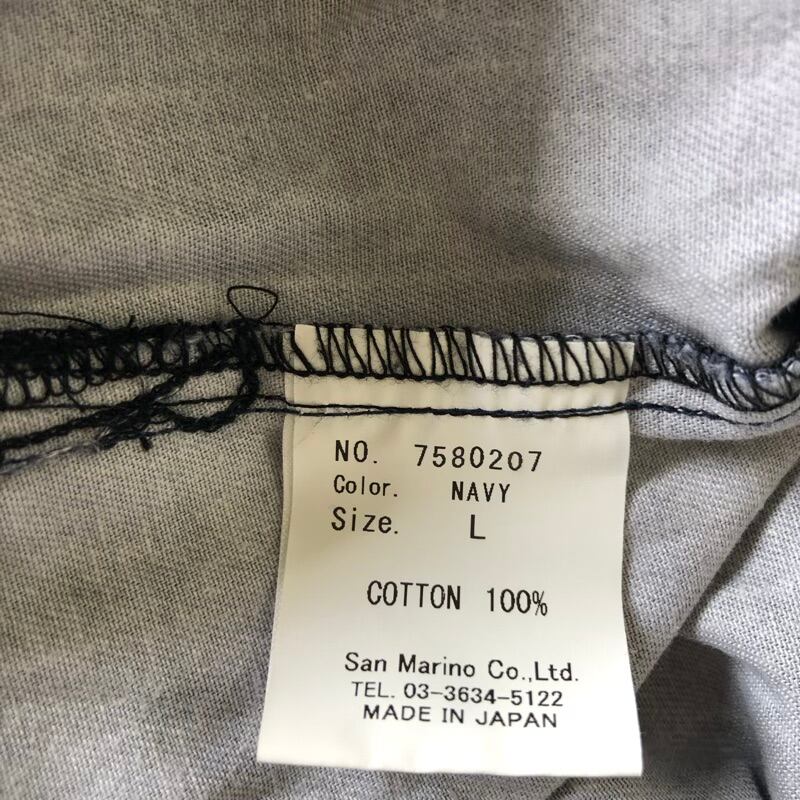 NO. 7580207
Color. NAVY
Size. L
COTTON 100%
San Marino Co.,Ltd.
TEL. 03-3634-5122
MADE IN JAPAN